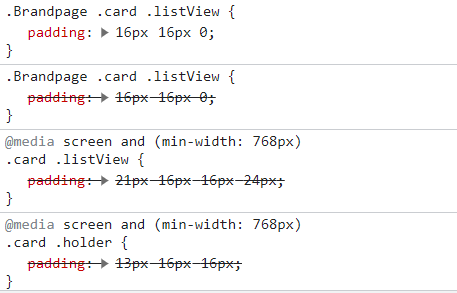 .Brandpage .card .listView {
padding: ▶ 16px 16px 0;
}
.Brandpage .card .listView {
padding: ▶ 16px 16px 0;
}
@media screen and (min-width: 768px)
.card .listView {
padding: ▶ 21px 16px 16px 24px;
}
@media screen and (min-width: 768px)
.card .holder {
padding: ▶ 13px 16px 16px;
}